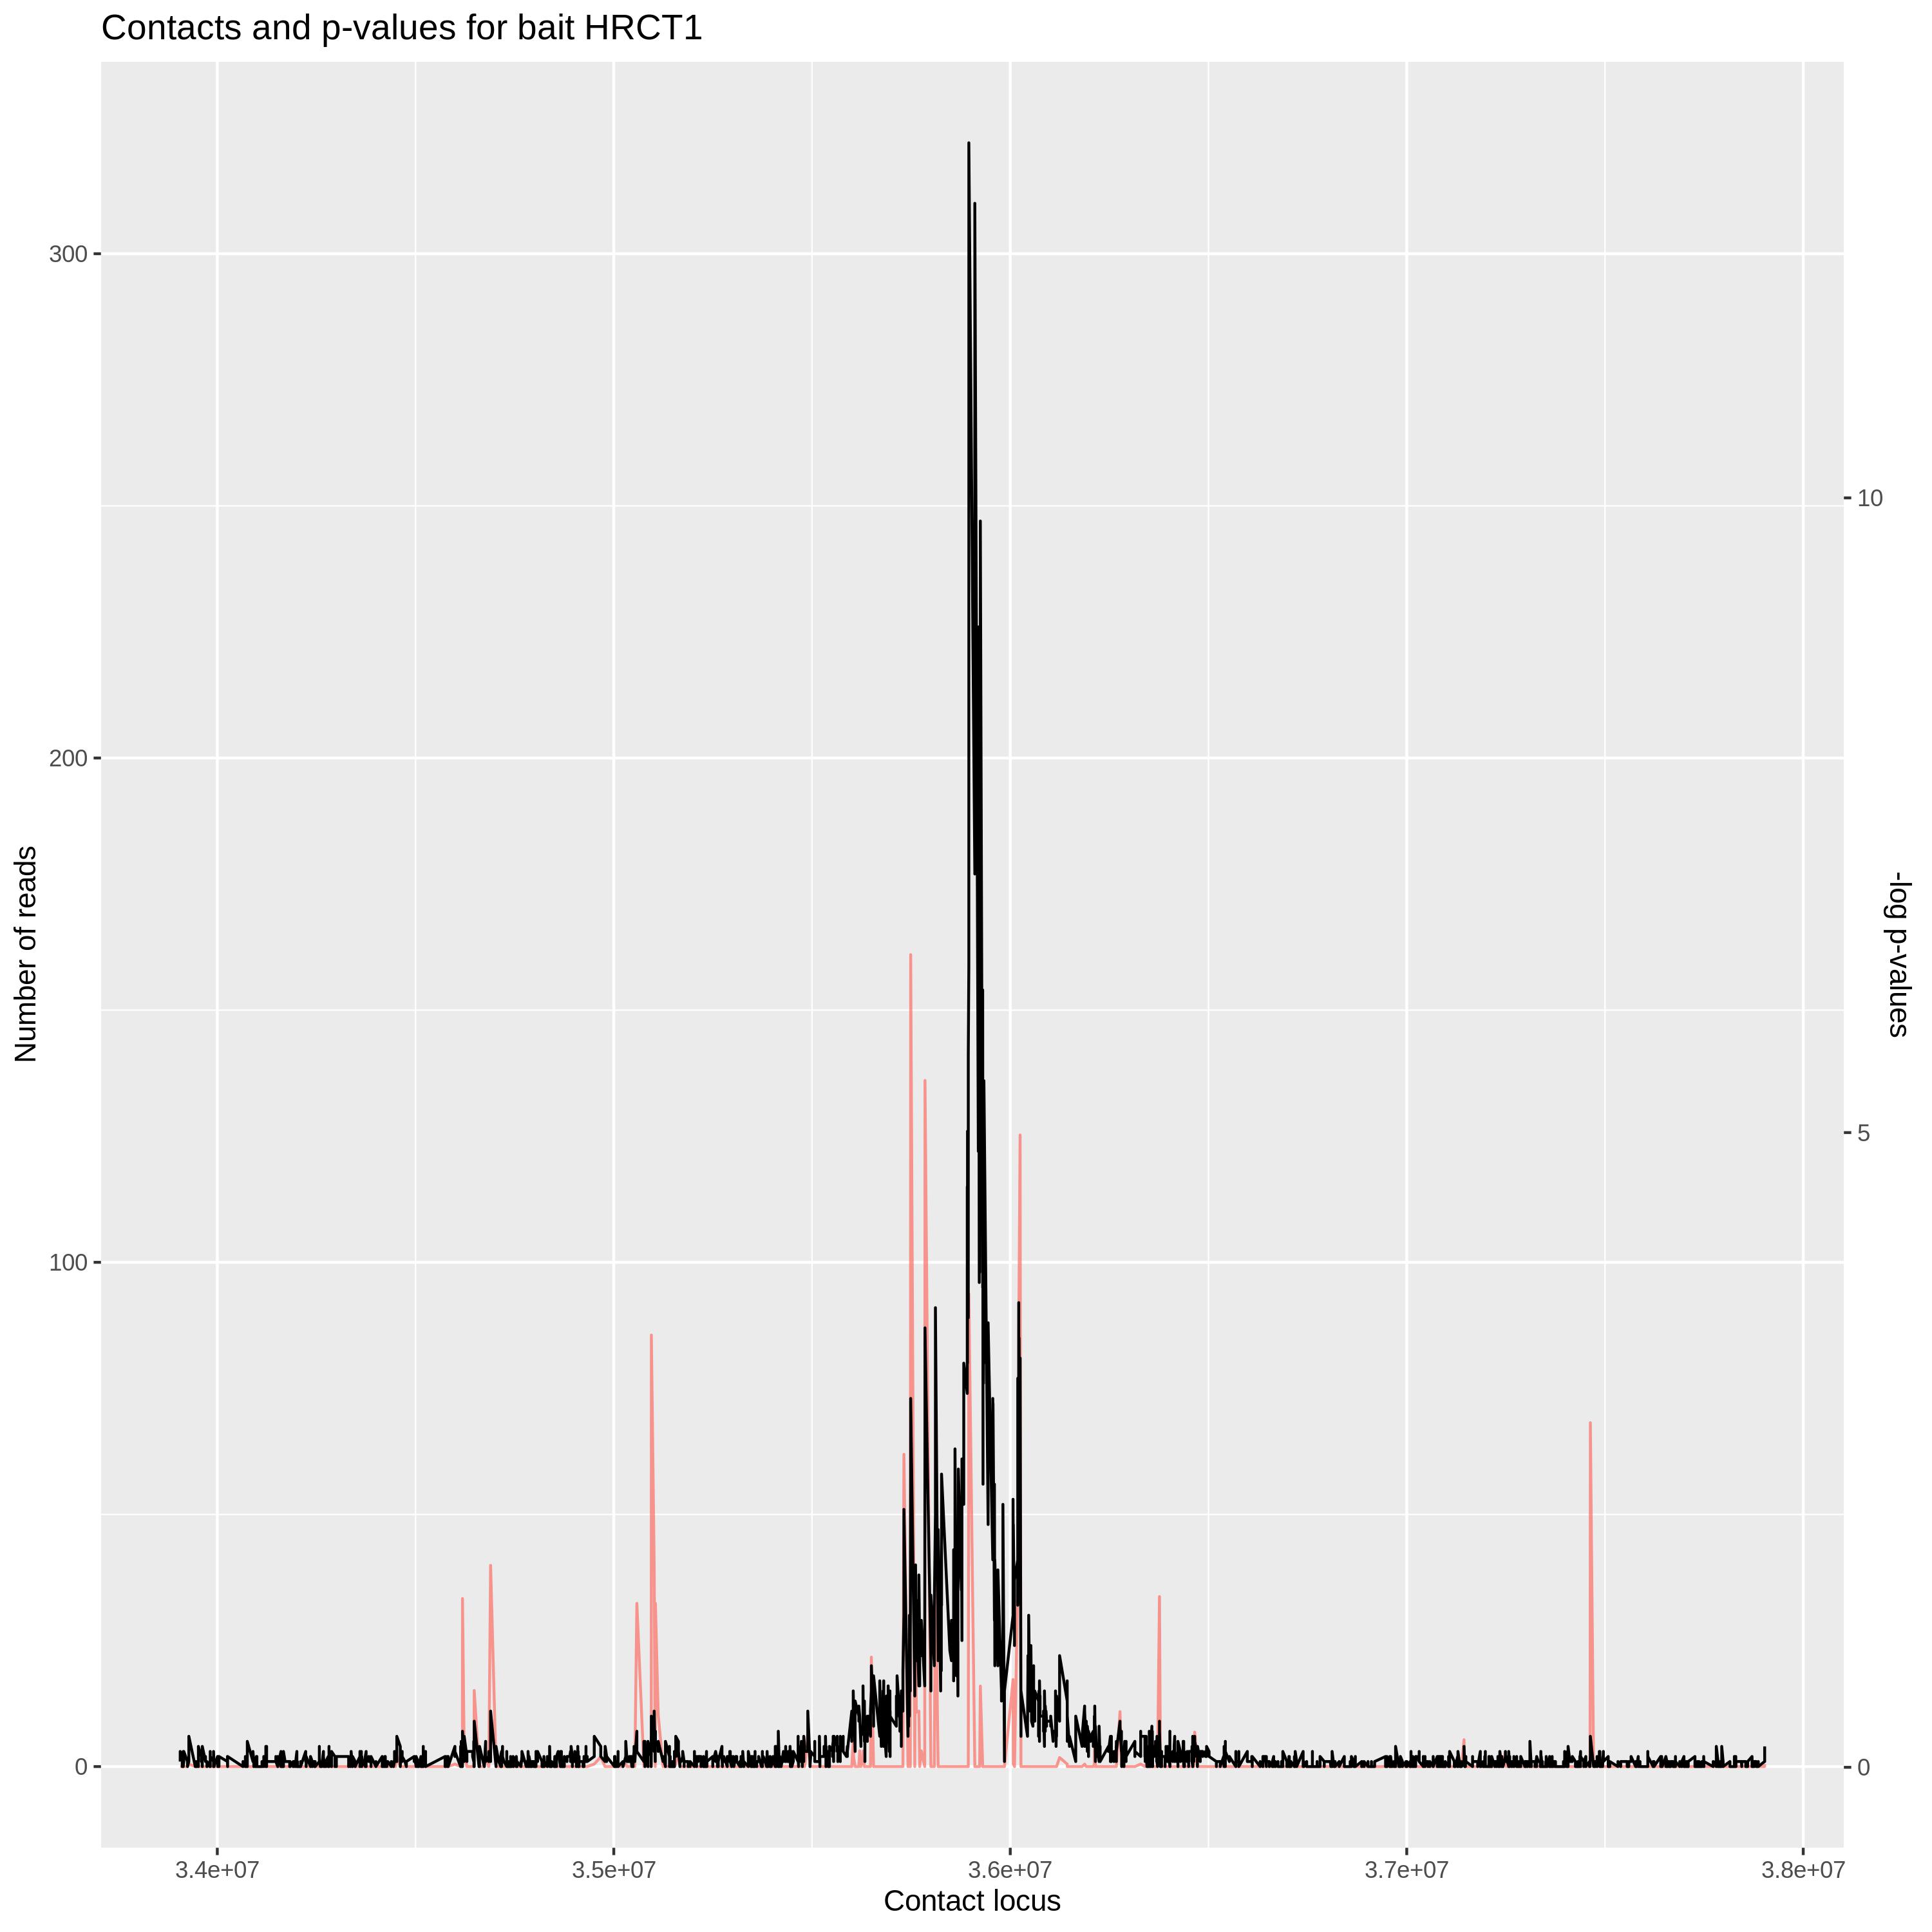 Contacts and p-values for bait HRCT1
300
200
100
0
10
5
0
Number of reads
-log p-values
3.4e+07
3.5e+07
3.6e+07
3.7e+07
3.8e+07
Contact locus